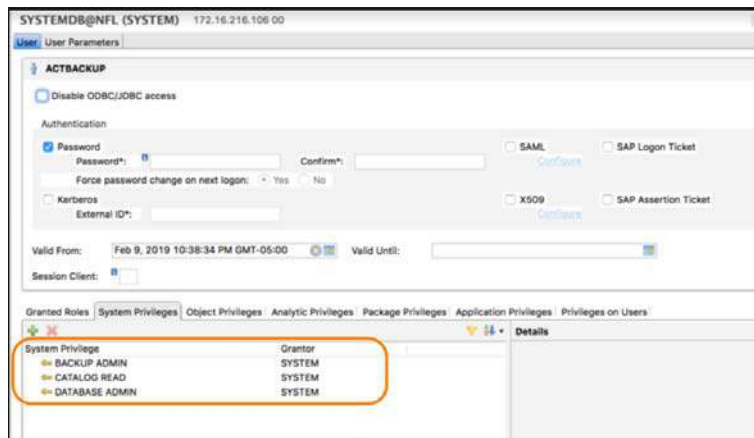 SYSTEMDB@NFL (SYSTEM) 172.16.216.106 00
User User Parameters
ACTBACKUP
Disable ODBC/JDBC access
Authentication
Password SAML SAP Logon Ticket
Password*: Confirm*: Configure
Force password change on next logon: Yes No
Kerberos X509 SAP Assertion Ticket
External ID*: Configure
Valid From: Feb 9, 2019 10:38:34 PM GMT-05:00 Valid Until:
Session Client:
Granted Roles System Privileges Object Privileges Analytic Privileges Package Privileges Application Privileges Privileges on Users
Details
System Privilege Grantor
BACKUP ADMIN SYSTEM
CATALOG READ SYSTEM
DATABASE ADMIN SYSTEM